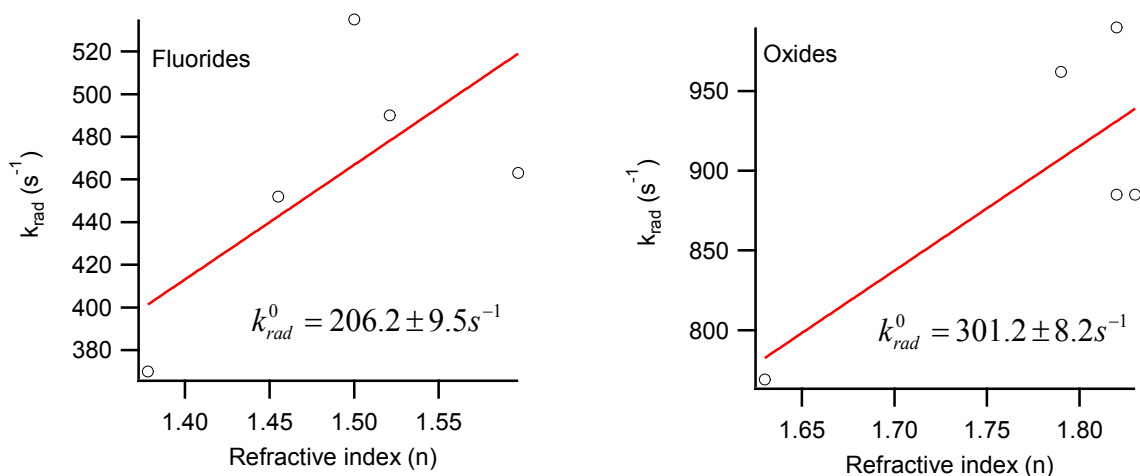 Fluorides
520
500
480
460
440
420
400
380
1.40
1.45
1.50
1.55
k_rad (s^-1)
Refractive index (n)
k^0_rad = 206.2 ± 9.5 s^-1
Oxides
950
900
850
800
1.65
1.70
1.75
1.80
k_rad (s^-1)
Refractive index (n)
k^0_rad = 301.2 ± 8.2 s^-1